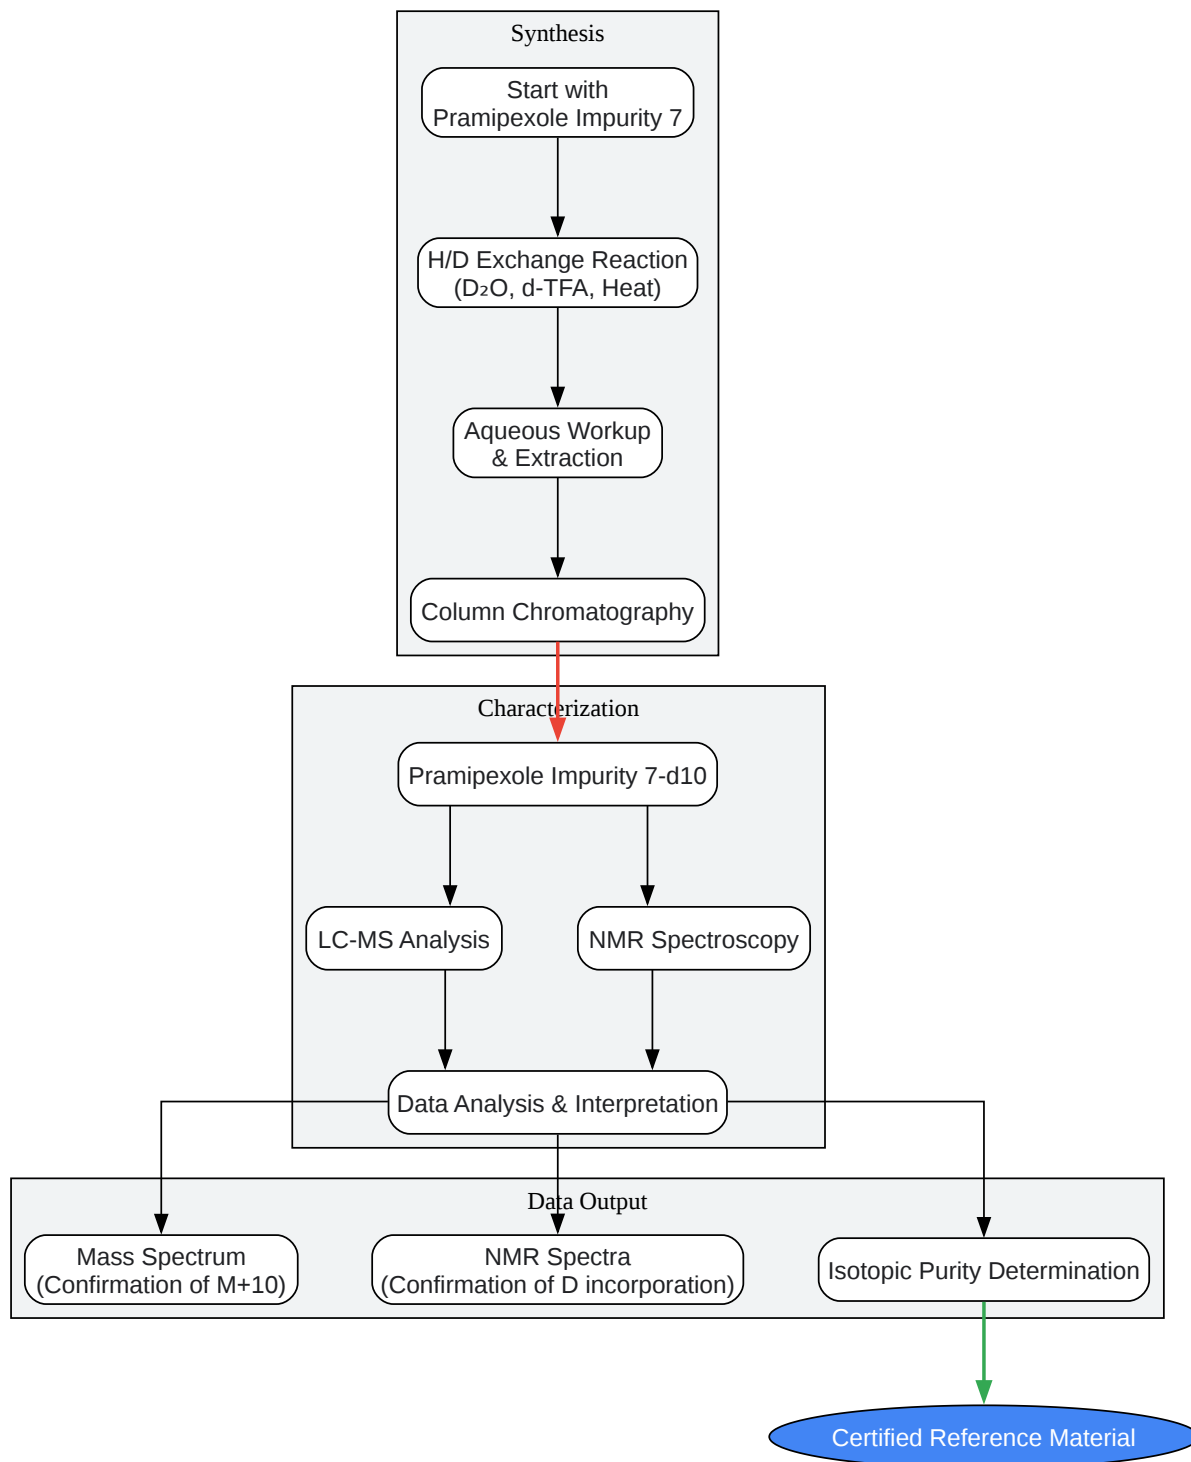 Synthesis
Start with
Pramipexole Impurity 7
H/D Exchange Reaction
(D₂O, d-TFA, Heat)
Aqueous Workup
& Extraction
Column Chromatography
Characterization
Pramipexole Impurity 7-d10
LC-MS Analysis
NMR Spectroscopy
Data Analysis & Interpretation
Data Output
Mass Spectrum
(Confirmation of M+10)
NMR Spectra
(Confirmation of D incorporation)
Isotopic Purity Determination
Certified Reference Material